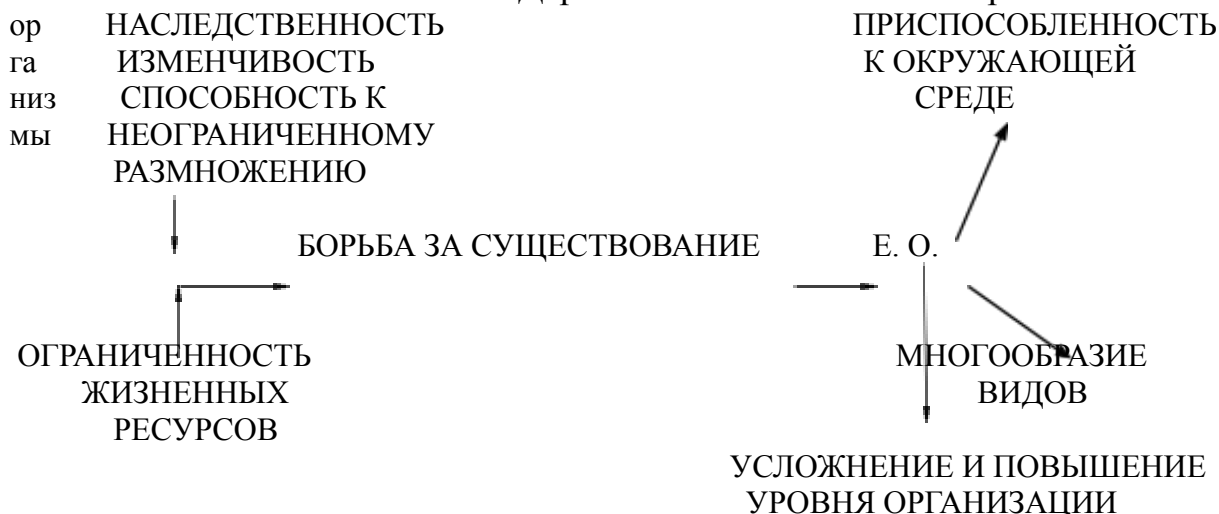 ор НАСЛЕДСТВЕННОСТЬ ПРИСПОСОБЛЕННОСТЬ
га ИЗМЕНЧИВОСТЬ К ОКРУЖАЮЩЕЙ
низ СПОСОБНОСТЬ К СРЕДЕ
мы НЕОГРАНИЧЕННОМУ
РАЗМНОЖЕНИЮ
БОРЬБА ЗА СУЩЕСТВОВАНИЕ Е. О.
ОГРАНИЧЕННОСТЬ МНОГООБРАЗИЕ
ЖИЗНЕННЫХ ВИДОВ
РЕСУРСОВ
УСЛОЖНЕНИЕ И ПОВЫШЕНИЕ
УРОВНЯ ОРГАНИЗАЦИИ